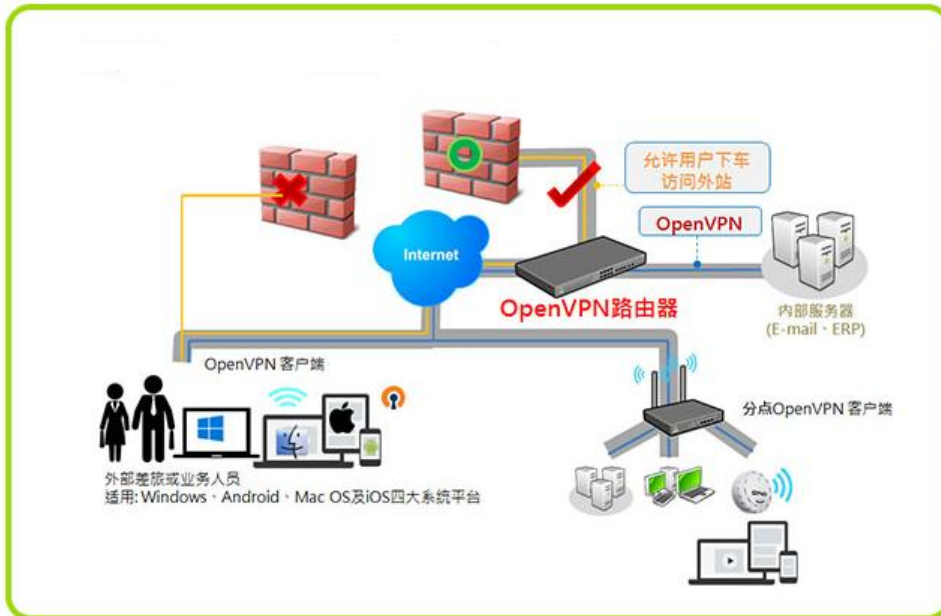 允许用户下车
访问外站
OpenVPN
Internet
OpenVPN路由器
内部服务器
(E-mail、ERP)
OpenVPN 客户端
分点OpenVPN 客户端
外部差旅或业务人员
适用: Windows、Android、Mac OS及iOS四大系统平台